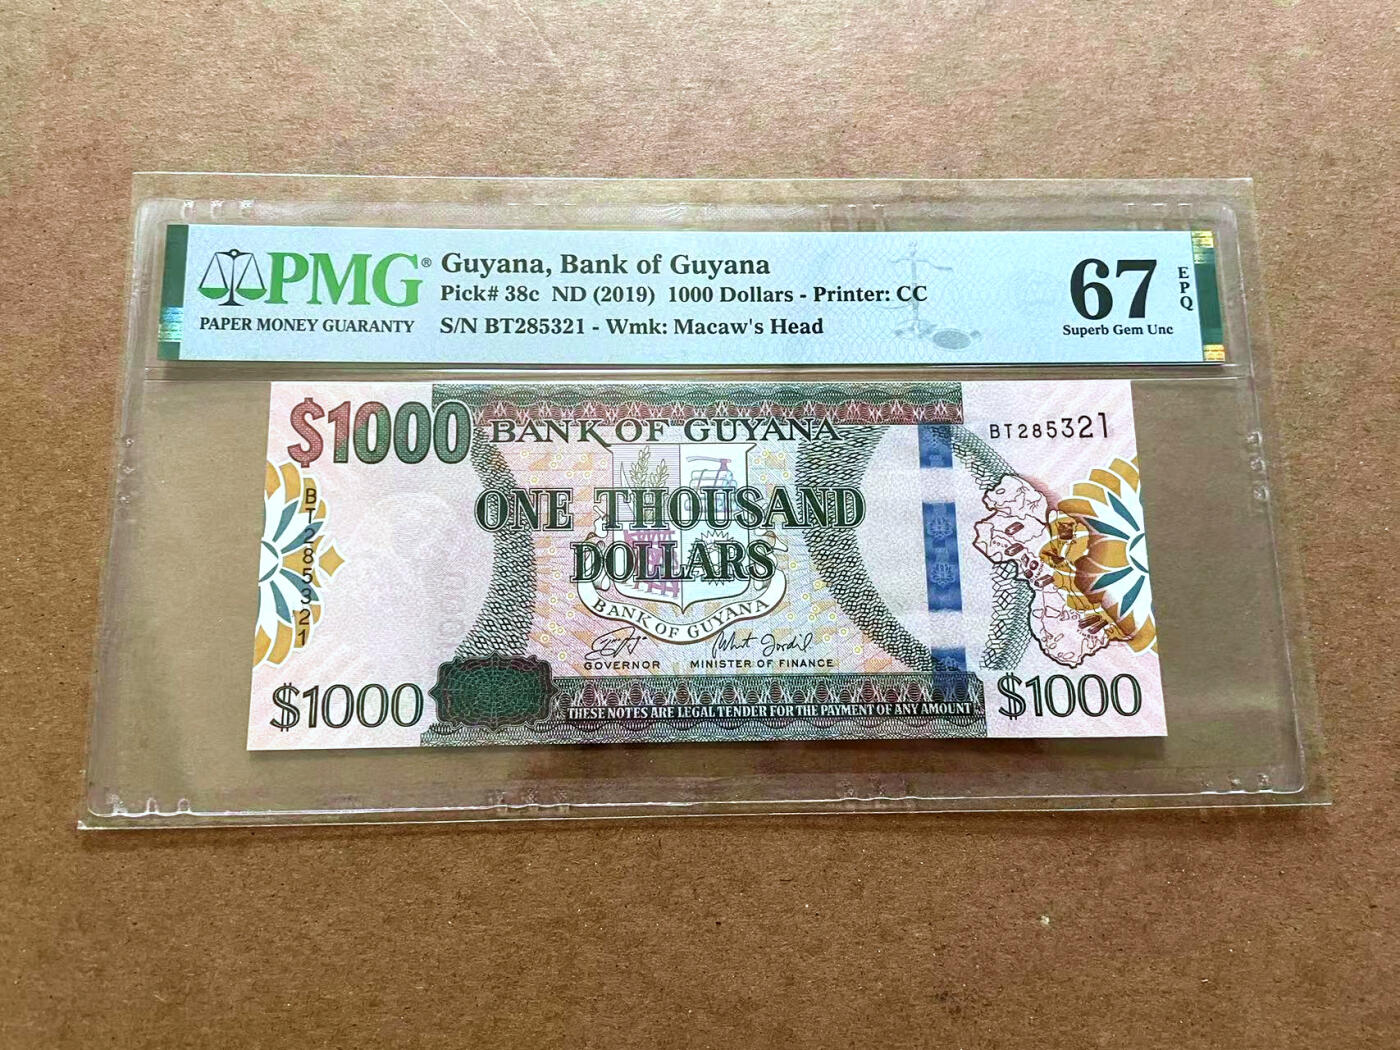 PMG®
PAPER MONEY GUARANTY
Guyana, Bank of Guyana
Pick# 38c ND (2019) 1000 Dollars - Printer: CC
S/N BT285321 - Wmk: Macaw's Head
67
EPQ
Superb Gem Unc
$1000
BANK OF GUYANA
BT285321
ONE THOUSAND
DOLLARS
BT285321
BANK OF GUYANA
GOVERNOR
MINISTER OF FINANCE
$1000
THESE NOTES ARE LEGAL TENDER FOR THE PAYMENT OF ANY AMOUNT
$1000